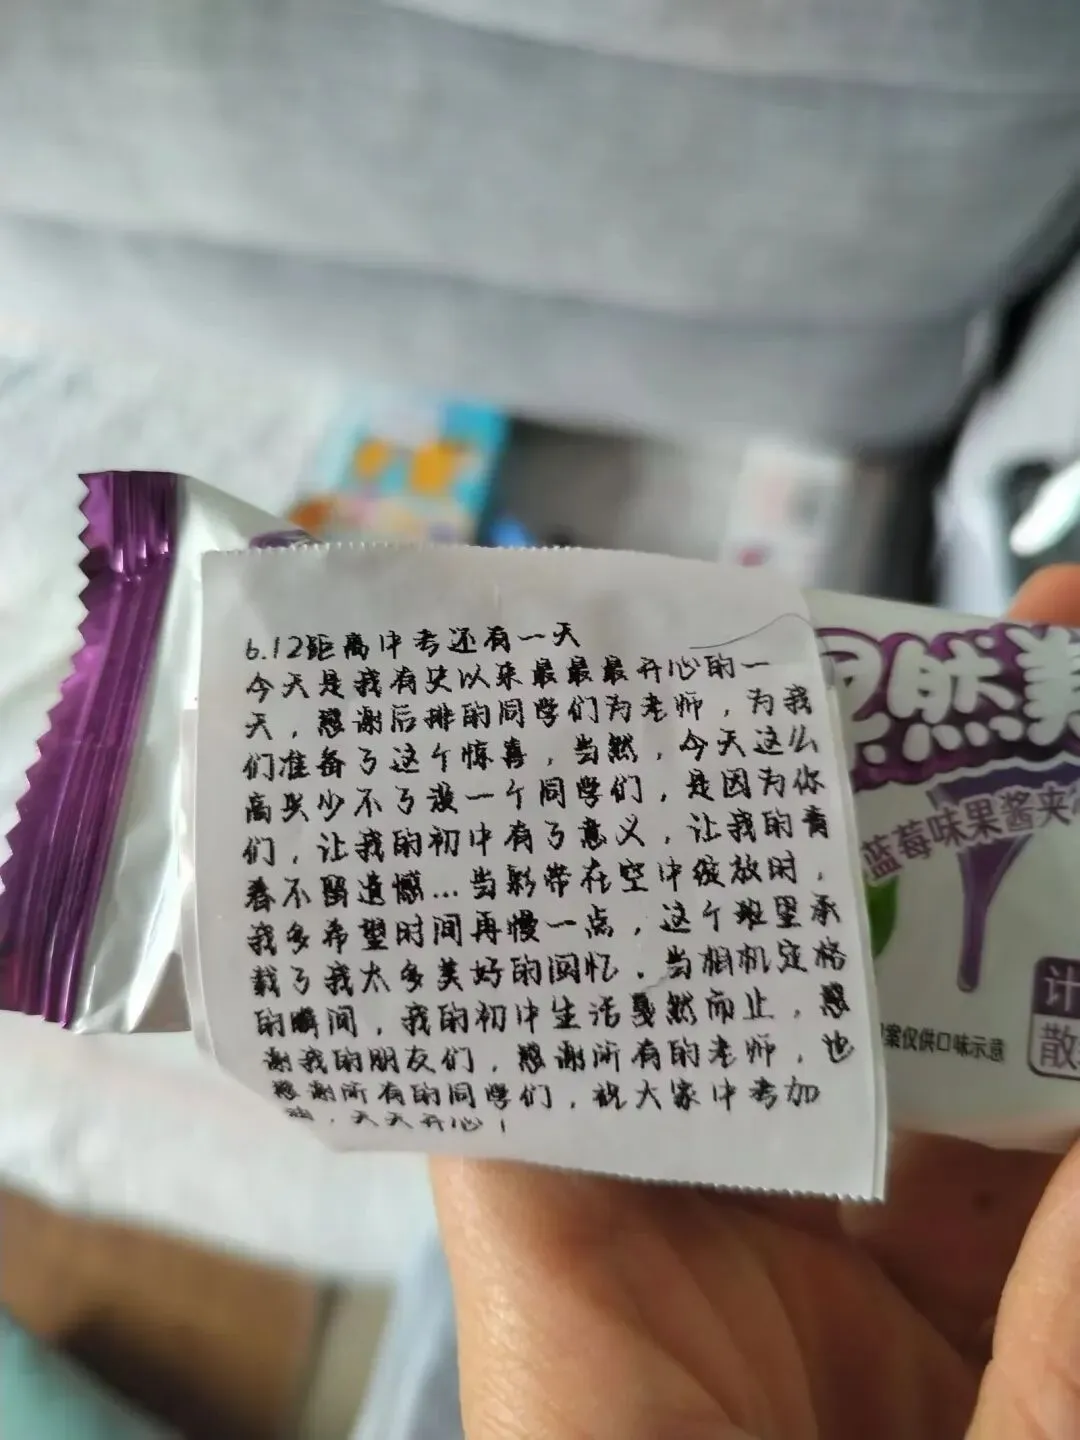 6.12距离中考还有一天
今天是我有史以来最最最开心的一
天，感谢后排的同学们为老师，为我
们准备了这个惊喜，当然，今天这么
高兴少不了每一个同学们，是因为你
们，让我的初中有了意义，让我的青
春不留遗憾...当彩带在空中绽放时，
我多希望时间再慢一点，这个班里承
载了我太多美好的回忆，当相机定格
的瞬间，我的初中生活戛然而止，感
谢我的朋友们，感谢所有的老师，也
感谢所有的同学们，祝大家中考加
油，天天开心！
果然美
蓝莓味果酱夹
图案仅供口味示意
计
散